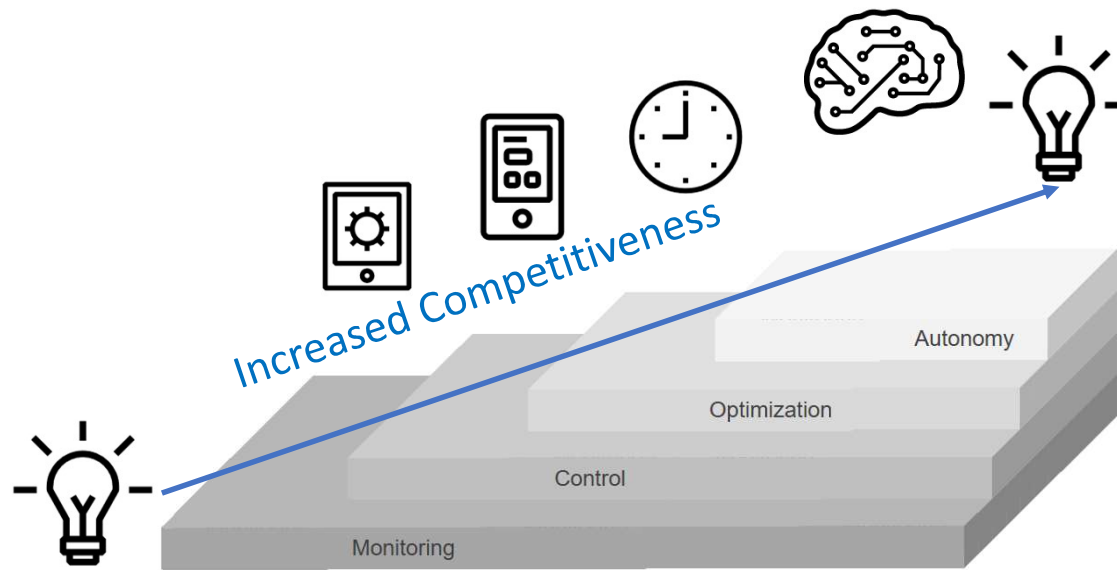 Increased Competitiveness
Autonomy
Optimization
Control
Monitoring